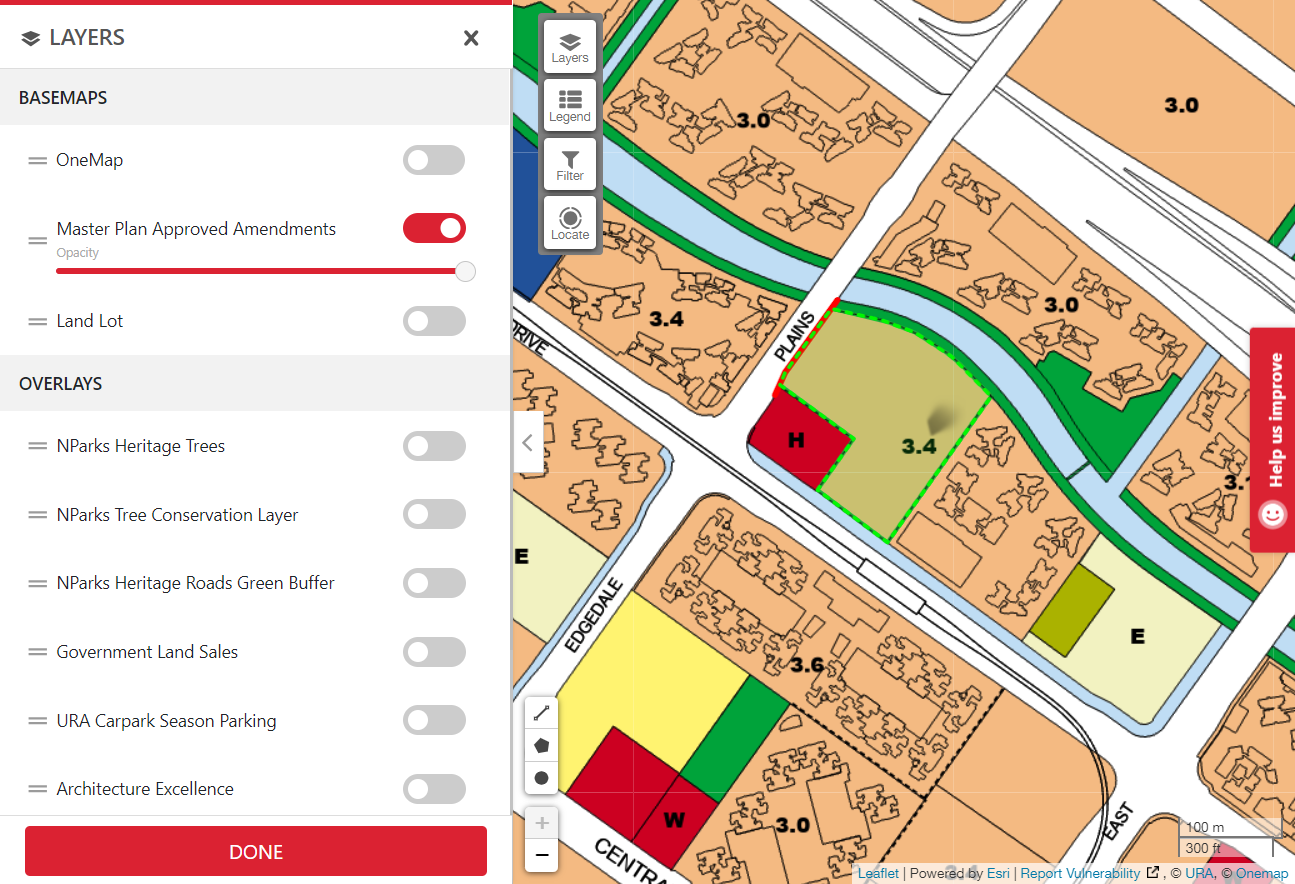 LAYERS
BASEMAPS
OneMap
Master Plan Approved Amendments
Opacity
Land Lot
OVERLAYS
NParks Heritage Trees
NParks Tree Conservation Layer
NParks Heritage Roads Green Buffer
Government Land Sales
URA Carpark Season Parking
Architecture Excellence
DONE
Layers
Legend
Filter
Locate
3.0
3.0
3.4
3.0
DRIVE
PLAINS
H
3.4
E
EDGEDALE
3.6
E
W
3.0
CENTRA
EAST
Help us improve
100 m
300 ft
Leaflet | Powered by Esri | Report Vulnerability , © URA, © Onemap